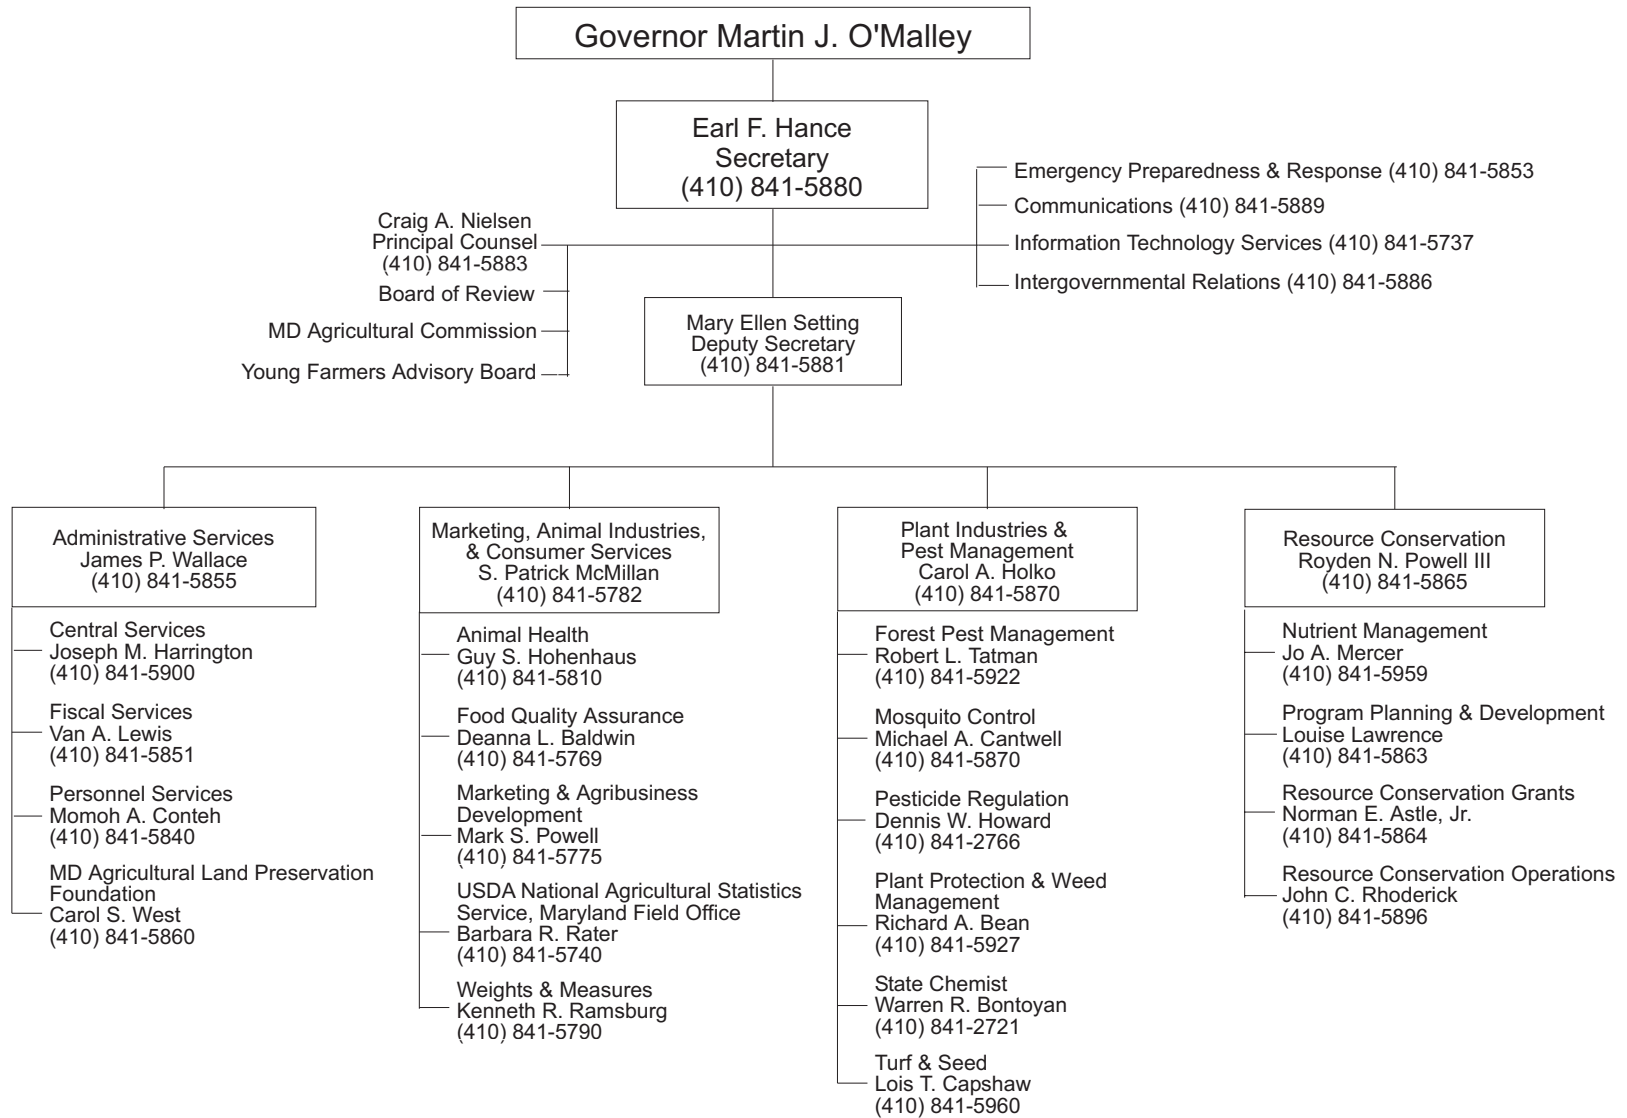 Governor Martin J. O'Malley
Earl F. Hance
Secretary
(410) 841-5880
Emergency Preparedness & Response (410) 841-5853
Communications (410) 841-5889
Information Technology Services (410) 841-5737
Intergovernmental Relations (410) 841-5886
Craig A. Nielsen
Principal Counsel
(410) 841-5883
Board of Review
MD Agricultural Commission
Young Farmers Advisory Board
Mary Ellen Setting
Deputy Secretary
(410) 841-5881
Administrative Services
James P. Wallace
(410) 841-5855
Central Services
Joseph M. Harrington
(410) 841-5900
Fiscal Services
Van A. Lewis
(410) 841-5851
Personnel Services
Momoh A. Conteh
(410) 841-5840
MD Agricultural Land Preservation
Foundation
Carol S. West
(410) 841-5860
Marketing, Animal Industries,
& Consumer Services
S. Patrick McMillan
(410) 841-5782
Animal Health
Guy S. Hohenhaus
(410) 841-5810
Food Quality Assurance
Deanna L. Baldwin
(410) 841-5769
Marketing & Agribusiness
Development
Mark S. Powell
(410) 841-5775
USDA National Agricultural Statistics
Service, Maryland Field Office
Barbara R. Rater
(410) 841-5740
Weights & Measures
Kenneth R. Ramsburg
(410) 841-5790
Plant Industries &
Pest Management
Carol A. Holko
(410) 841-5870
Forest Pest Management
Robert L. Tatman
(410) 841-5922
Mosquito Control
Michael A. Cantwell
(410) 841-5870
Pesticide Regulation
Dennis W. Howard
(410) 841-2766
Plant Protection & Weed
Management
Richard A. Bean
(410) 841-5927
State Chemist
Warren R. Bontoyan
(410) 841-2721
Turf & Seed
Lois T. Capshaw
(410) 841-5960
Resource Conservation
Royden N. Powell III
(410) 841-5865
Nutrient Management
Jo A. Mercer
(410) 841-5959
Program Planning & Development
Louise Lawrence
(410) 841-5863
Resource Conservation Grants
Norman E. Astle, Jr.
(410) 841-5864
Resource Conservation Operations
John C. Rhoderick
(410) 841-5896